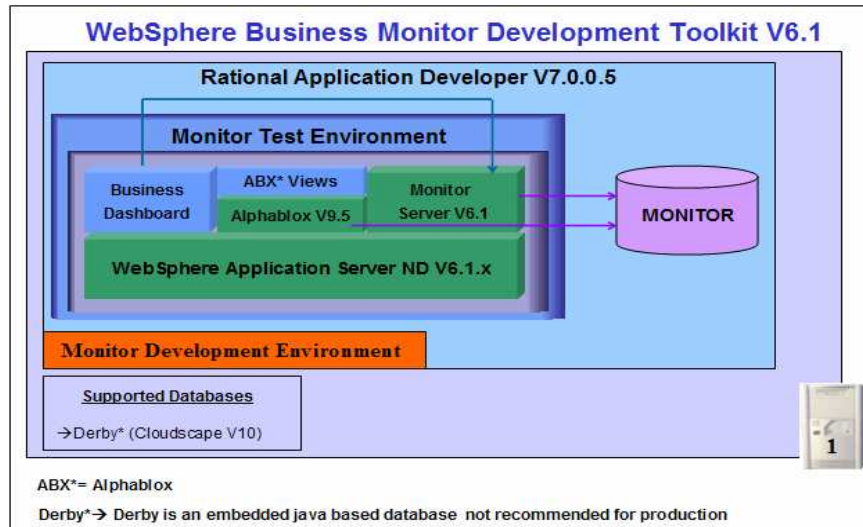 WebSphere Business Monitor Development Toolkit V6.1
Rational Application Developer V7.0.0.5
Monitor Test Environment
Business
Dashboard
ABX* Views
Alphablox V9.5
Monitor
Server V6.1
MONITOR
WebSphere Application Server ND V6.1.x
Monitor Development Environment
Supported Databases
→Derby* (Cloudscape V10)
1
ABX*= Alphablox
Derby*→ Derby is an embedded java based database not recommended for production